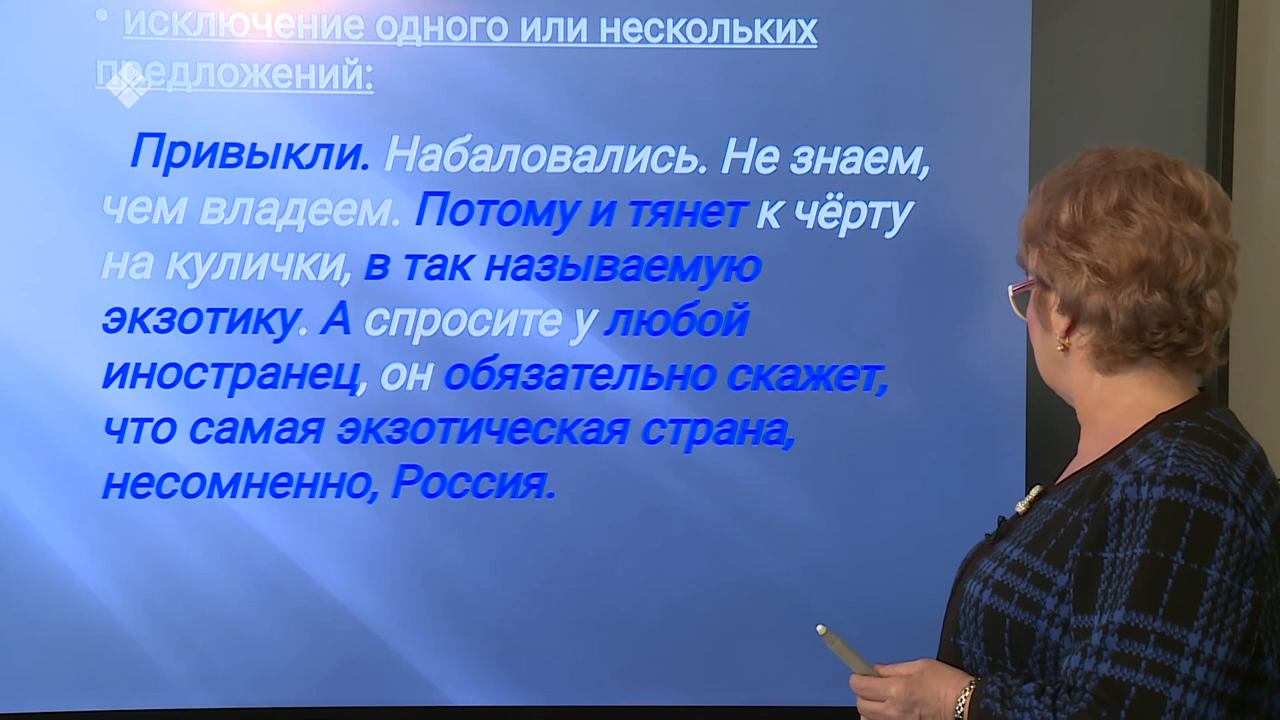 • исключение одного или нескольких
предложений:
Привыкли. Набаловались. Не знаем,
чем владеем. Потому и тянет к чёрту
на кулички, в так называемую
экзотику. А спросите у любой
иностранец, он обязательно скажет,
что самая экзотическая страна,
несомненно, Россия.